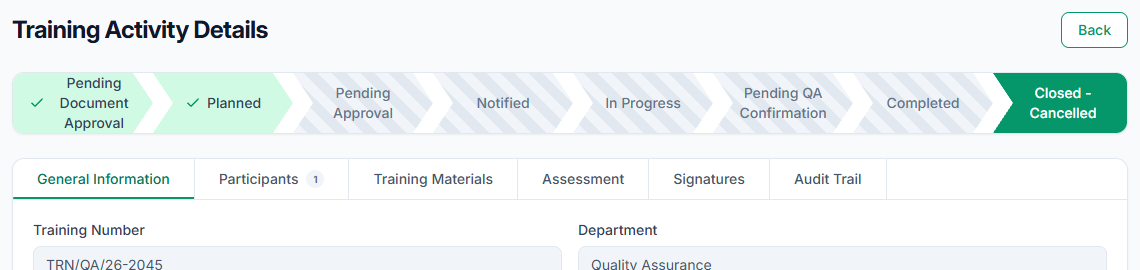 Training Activity Details
Back
Pending
Document
Approval
Planned
Pending
Approval
Notified
In Progress
Pending QA
Confirmation
Completed
Closed -
Cancelled
General Information
Participants 1
Training Materials
Assessment
Signatures
Audit Trail
Training Number
Department
TRN/QA/26-2045
Quality Assurance